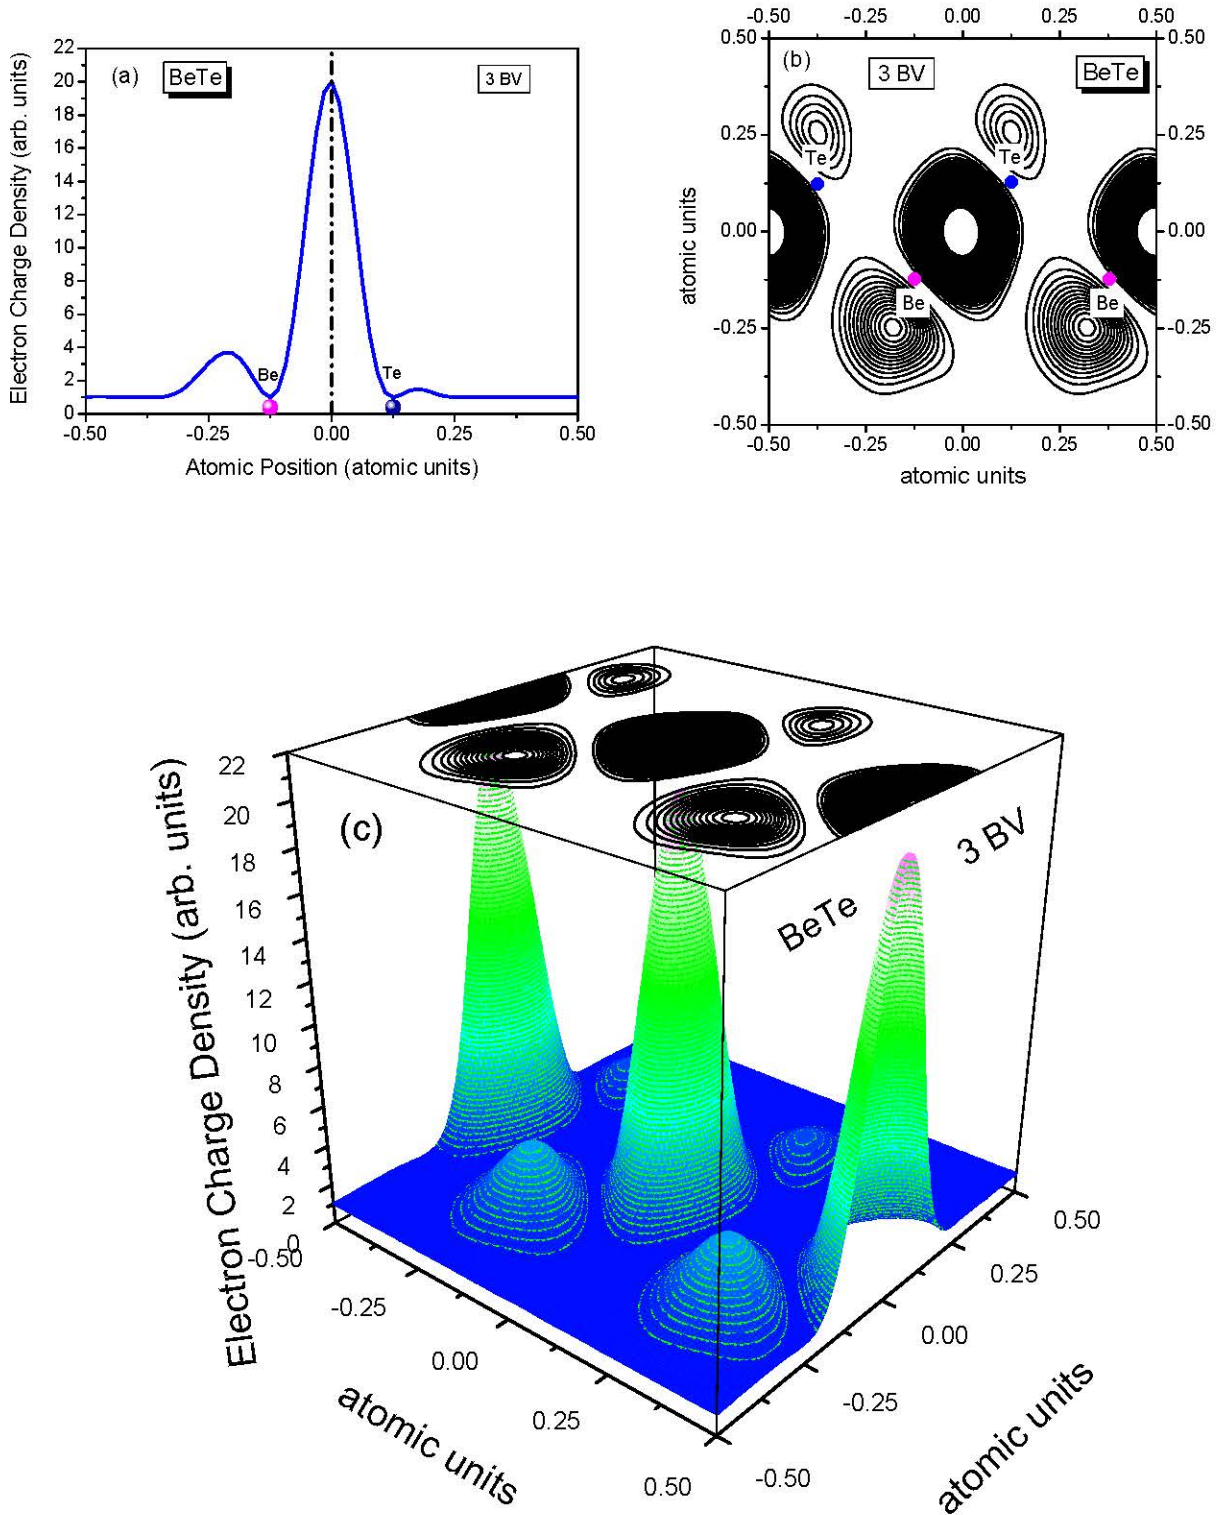 (a)
BeTe
3 BV
22
20
18
16
14
12
10
8
6
4
2
0
Electron Charge Density (arb. units)
Be
Te
-0.50 -0.25 0.00 0.25 0.50
Atomic Position (atomic units)
-0.50 -0.25 0.00 0.25 0.50
(b)
3 BV
BeTe
0.50 0.50
0.25 0.25
0.00 0.00
-0.25 -0.25
-0.50 -0.50
atomic units
Te Te
Be Be
-0.50 -0.25 0.00 0.25 0.50
atomic units
(c)
BeTe
3 BV
22
20
18
16
14
12
10
8
6
4
2
0
Electron Charge Density (arb. units)
-0.50
-0.25
0.00
0.25
0.50
atomic units
-0.50
-0.25
0.00
0.25
0.50
atomic units